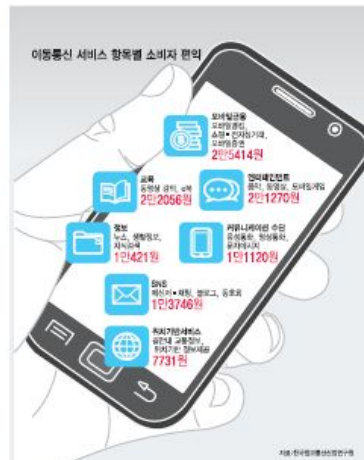 이동통신 서비스 항목별 소비자 편익
모바일금융
모바일뱅킹,
쇼핑•전자상거래,
모바일증권
2만5414원
교육
동영상 강의, e북
2만2056원
엔터테인먼트
음악, 동영상, 모바일게임
2만1270원
정보
뉴스, 생활정보,
지식검색
1만421원
커뮤니케이션 수단
음성통화, 영상통화,
문자메시지
1만1120원
SNS
메신저•채팅, 블로그, 동호회
1만3746원
위치기반서비스
길안내 교통정보,
위치기반 정보제공
7731원